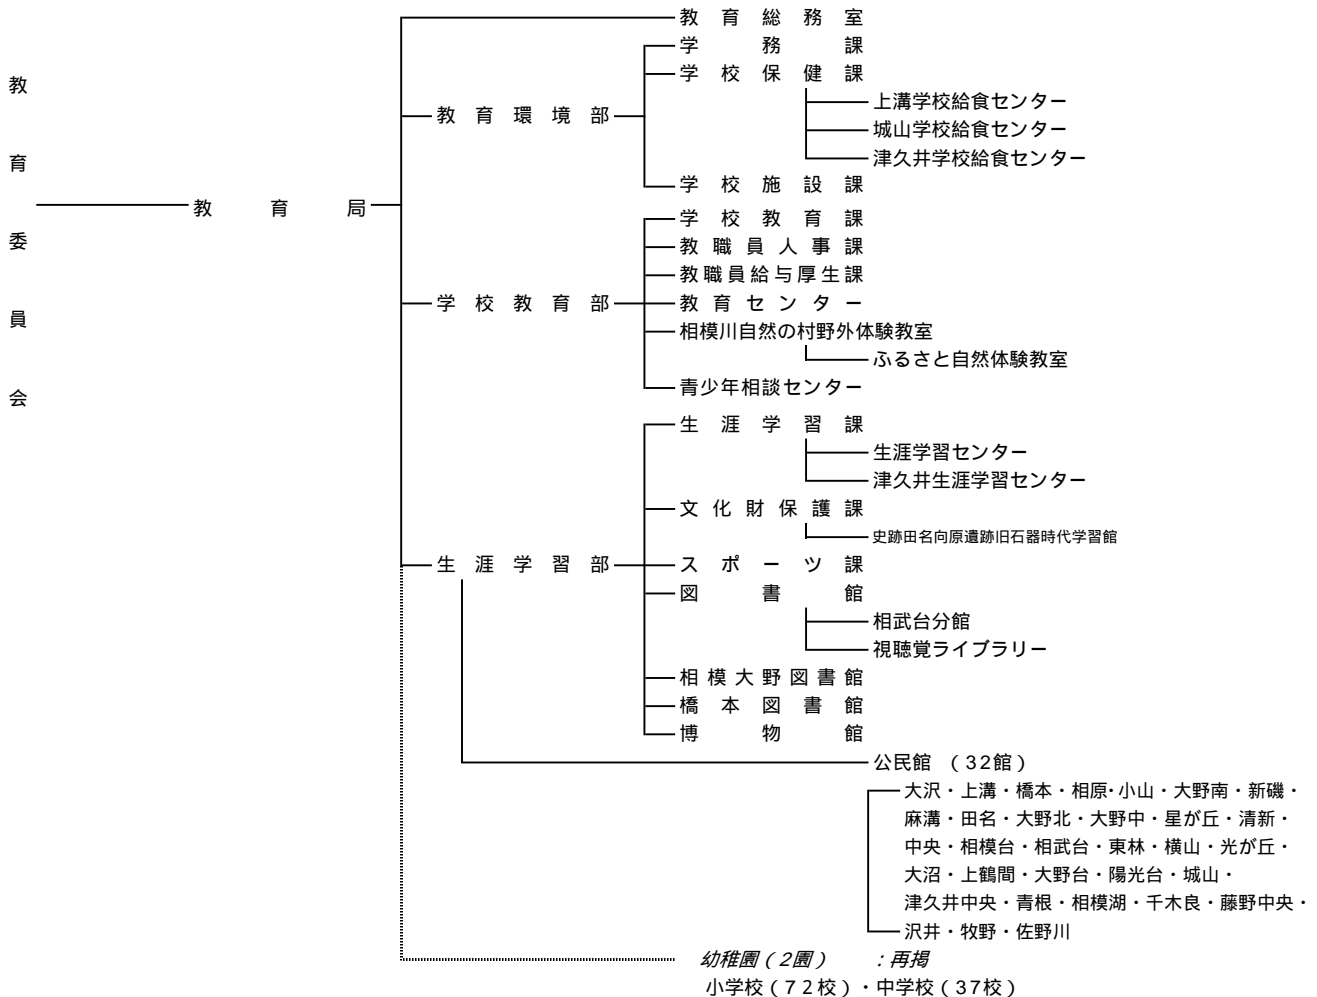 教育委員会
教育局
教育総務室
教育環境部
学務課
学校保健課
上溝学校給食センター
城山学校給食センター
津久井学校給食センター
学校施設課
学校教育部
学校教育課
教職員人事課
教職員給与厚生課
教育センター
相模川自然の村野外体験教室
ふるさと自然体験教室
青少年相談センター
生涯学習部
生涯学習課
生涯学習センター
津久井生涯学習センター
文化財保護課
史跡田名向原遺跡旧石器時代学習館
スポーツ課
図書館
相武台分館
視聴覚ライブラリー
相模大野図書館
橋本図書館
博物館
公民館 (32館)
大沢・上溝・橋本・相原・小山・大野南・新磯・
麻溝・田名・大野北・大野中・星が丘・清新・
中央・相模台・相武台・東林・横山・光が丘・
大沼・上鶴間・大野台・陽光台・城山・
津久井中央・青根・相模湖・千木良・藤野中央・
沢井・牧野・佐野川
幼稚園(2園) :再掲
小学校(72校)・中学校(37校)